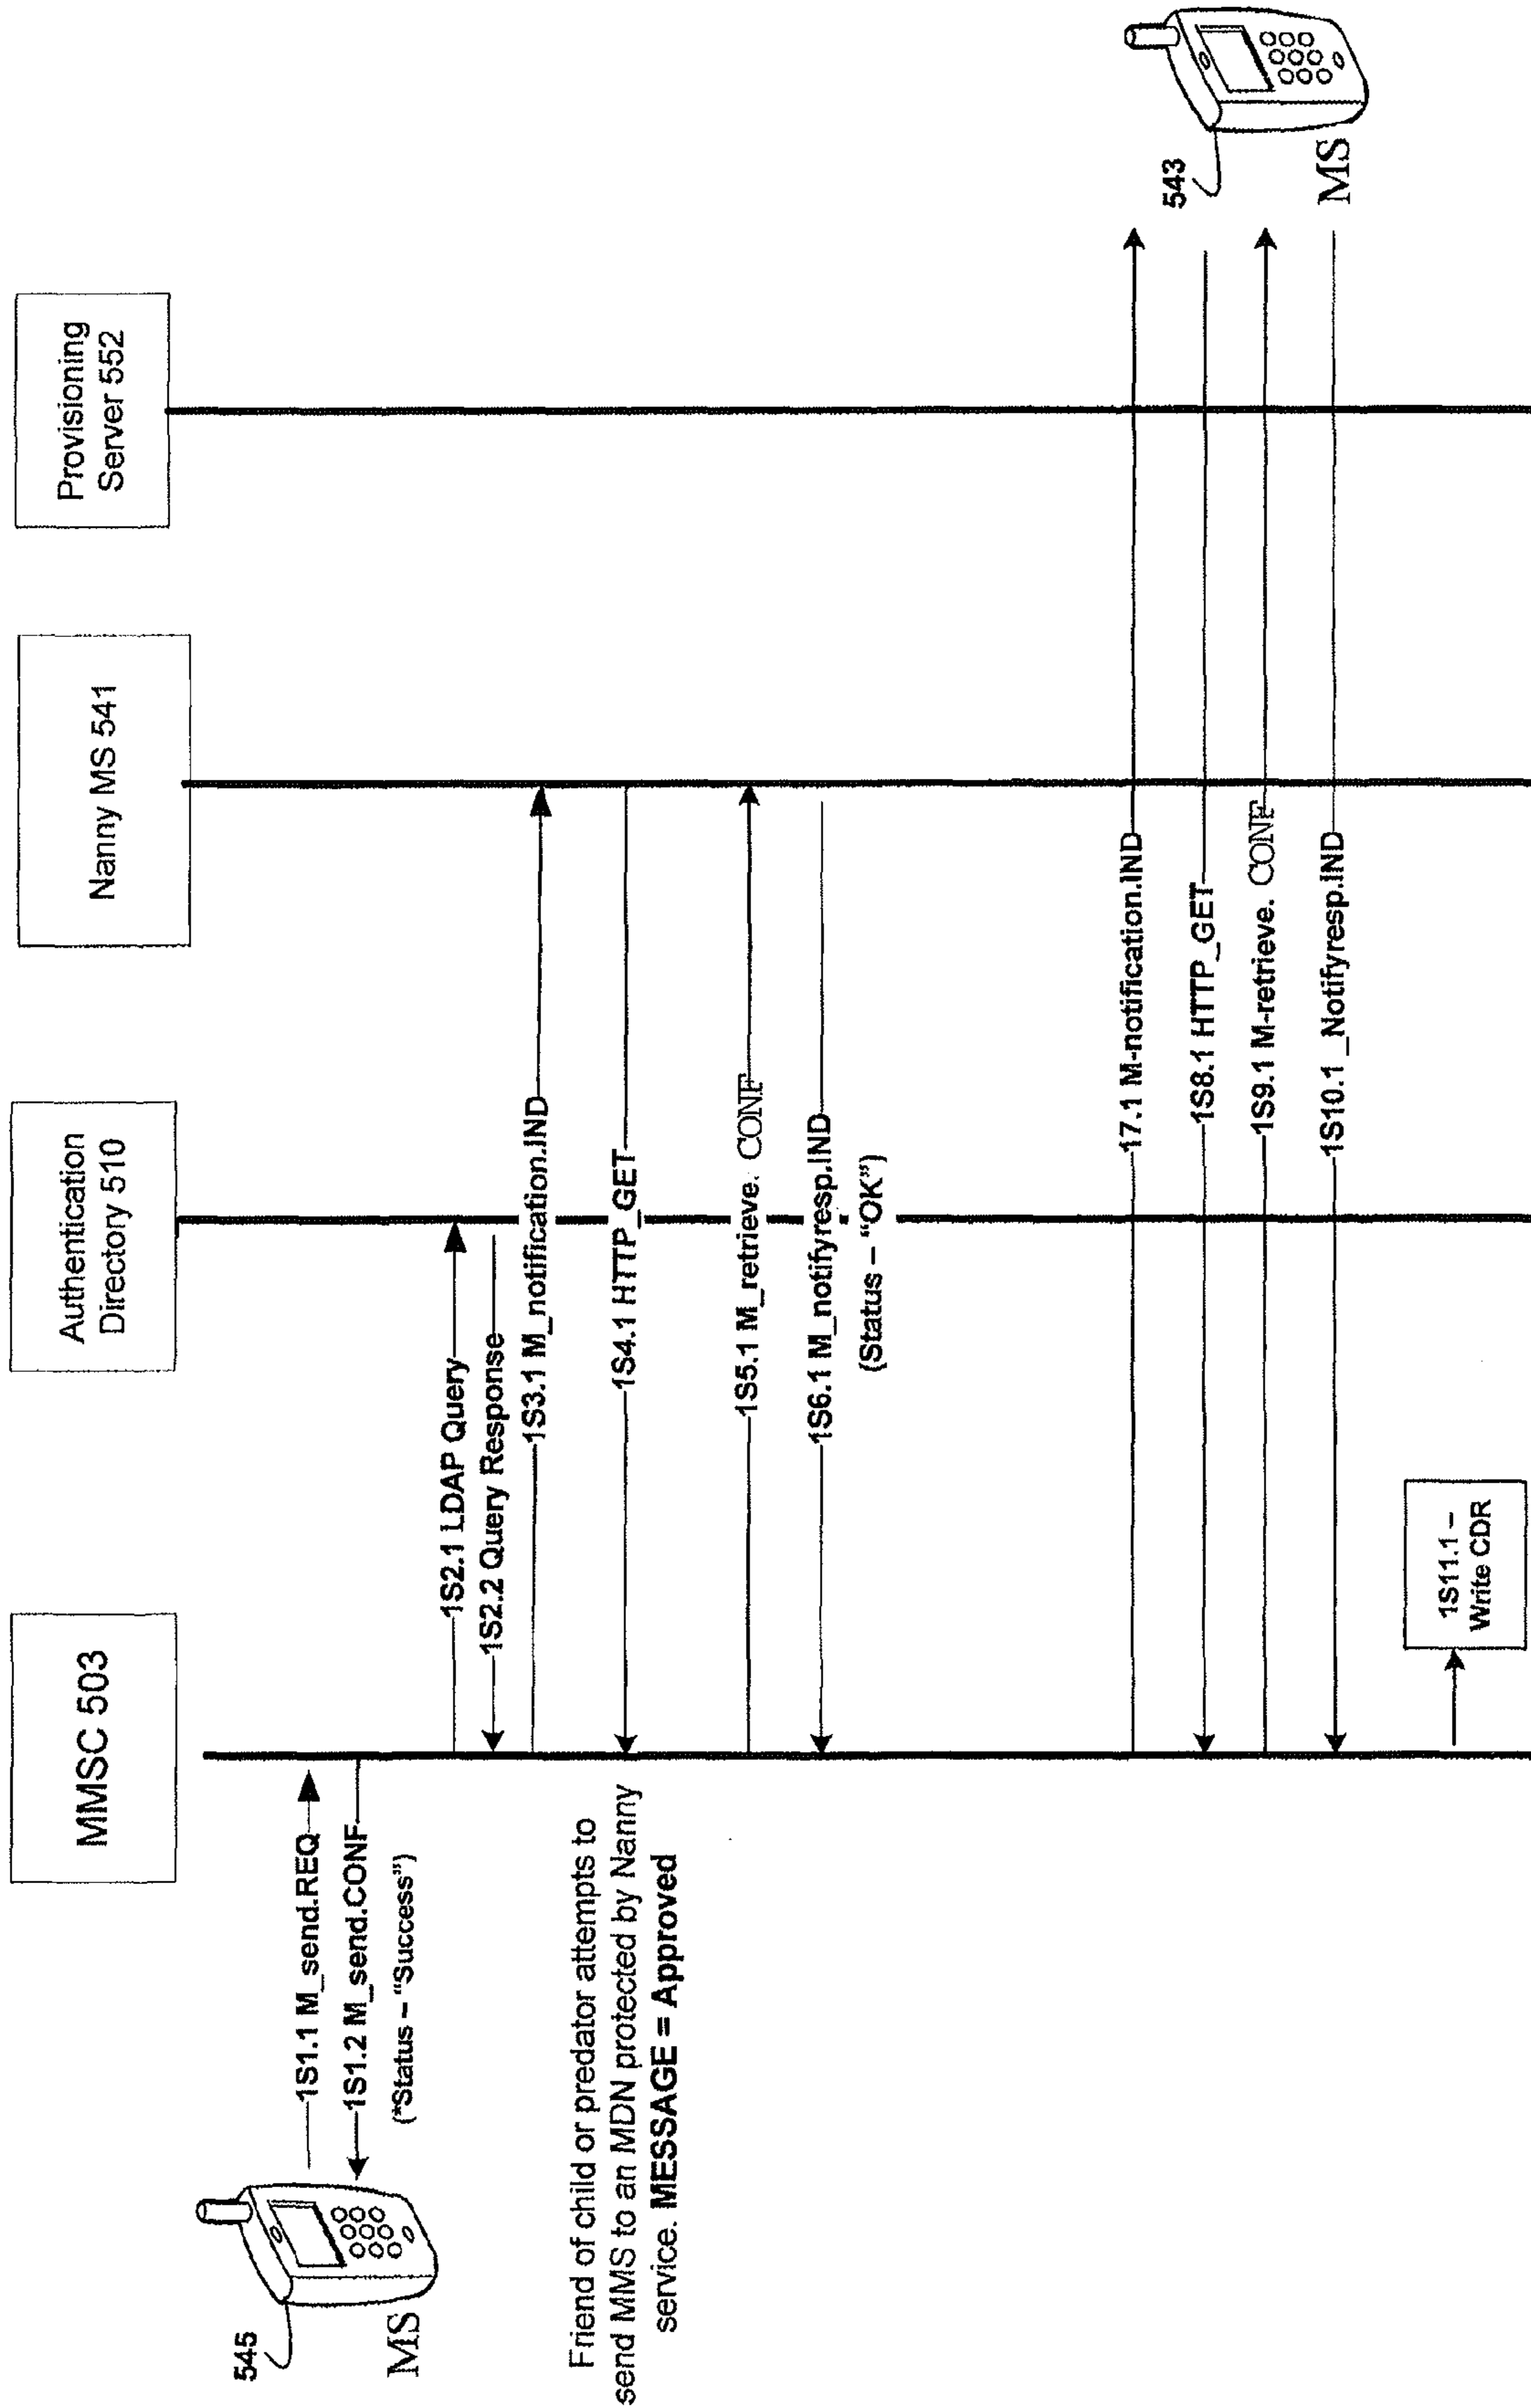 MMSC 503
Authentication
Directory 510
Nanny MS 541
Provisioning
Server 552
545
MS
1S1.1 M_send.REQ
1S1.2 M_send.CONF
(*Status – “Success”)
1S2.1 LDAP Query
1S2.2 Query Response
1S3.1 M_notification.IND
1S4.1 HTTP_GET
1S5.1 M_retrieve. CONF
1S6.1 M_notifyresp.IND
(Status – “OK”)
Friend of child or predator attempts to
send MMS to an MDN protected by Nanny
service. MESSAGE = Approved
17.1 M-notification.IND
1S8.1 HTTP_GET
1S9.1 M-retrieve. CONF
1S10.1 _Notifyresp.IND
543
MS
1S11.1 –
Write CDR